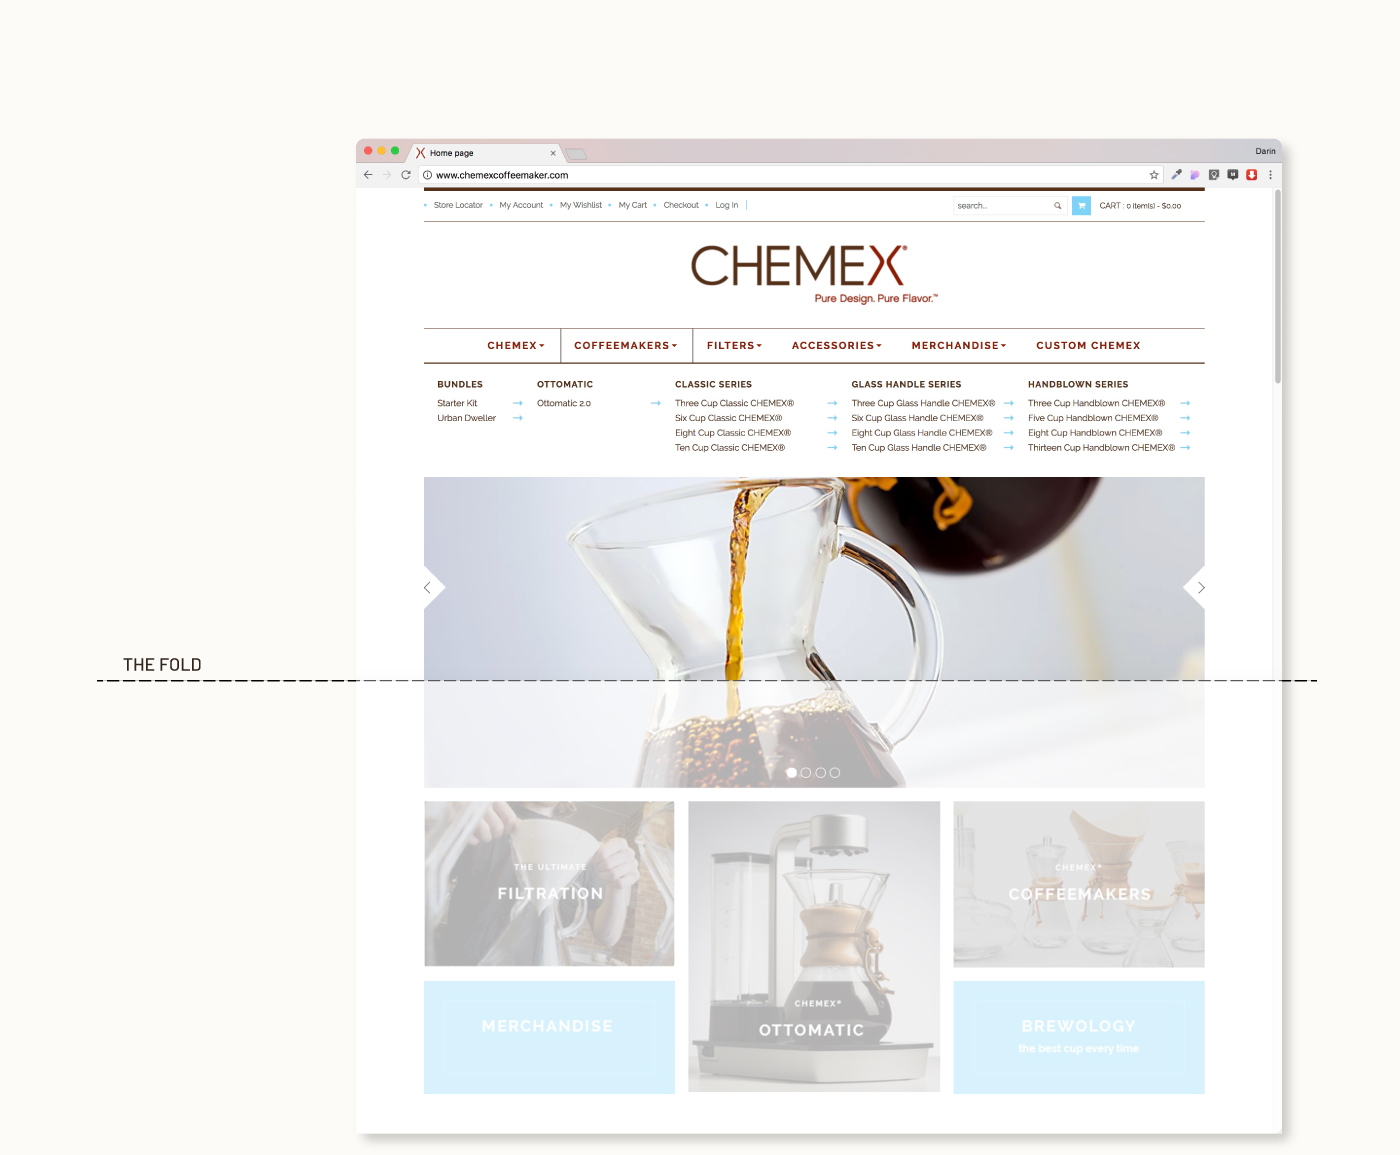 Home page
Darin
www.chemexcoffeemaker.com
Store Locator My Account My Wishlist My Cart Checkout Log In
search...
CART : 0 item(s) - $0.00
CHEMEX®
Pure Design. Pure Flavor.™
CHEMEX COFFEEMAKERS FILTERS ACCESSORIES MERCHANDISE CUSTOM CHEMEX
BUNDLES
Starter Kit
Urban Dweller
OTTOMATIC
Ottomatic 2.0
CLASSIC SERIES
Three Cup Classic CHEMEX®
Six Cup Classic CHEMEX®
Eight Cup Classic CHEMEX®
Ten Cup Classic CHEMEX®
GLASS HANDLE SERIES
Three Cup Glass Handle CHEMEX®
Six Cup Glass Handle CHEMEX®
Eight Cup Glass Handle CHEMEX®
Ten Cup Glass Handle CHEMEX®
HANDBLOWN SERIES
Three Cup Handblown CHEMEX®
Five Cup Handblown CHEMEX®
Eight Cup Handblown CHEMEX®
Thirteen Cup Handblown CHEMEX®
THE FOLD
THE ULTIMATE
FILTRATION
CHEMEX®
OTTOMATIC
CHEMEX®
COFFEEMAKERS
MERCHANDISE
BREWOLOGY
the best cup every time